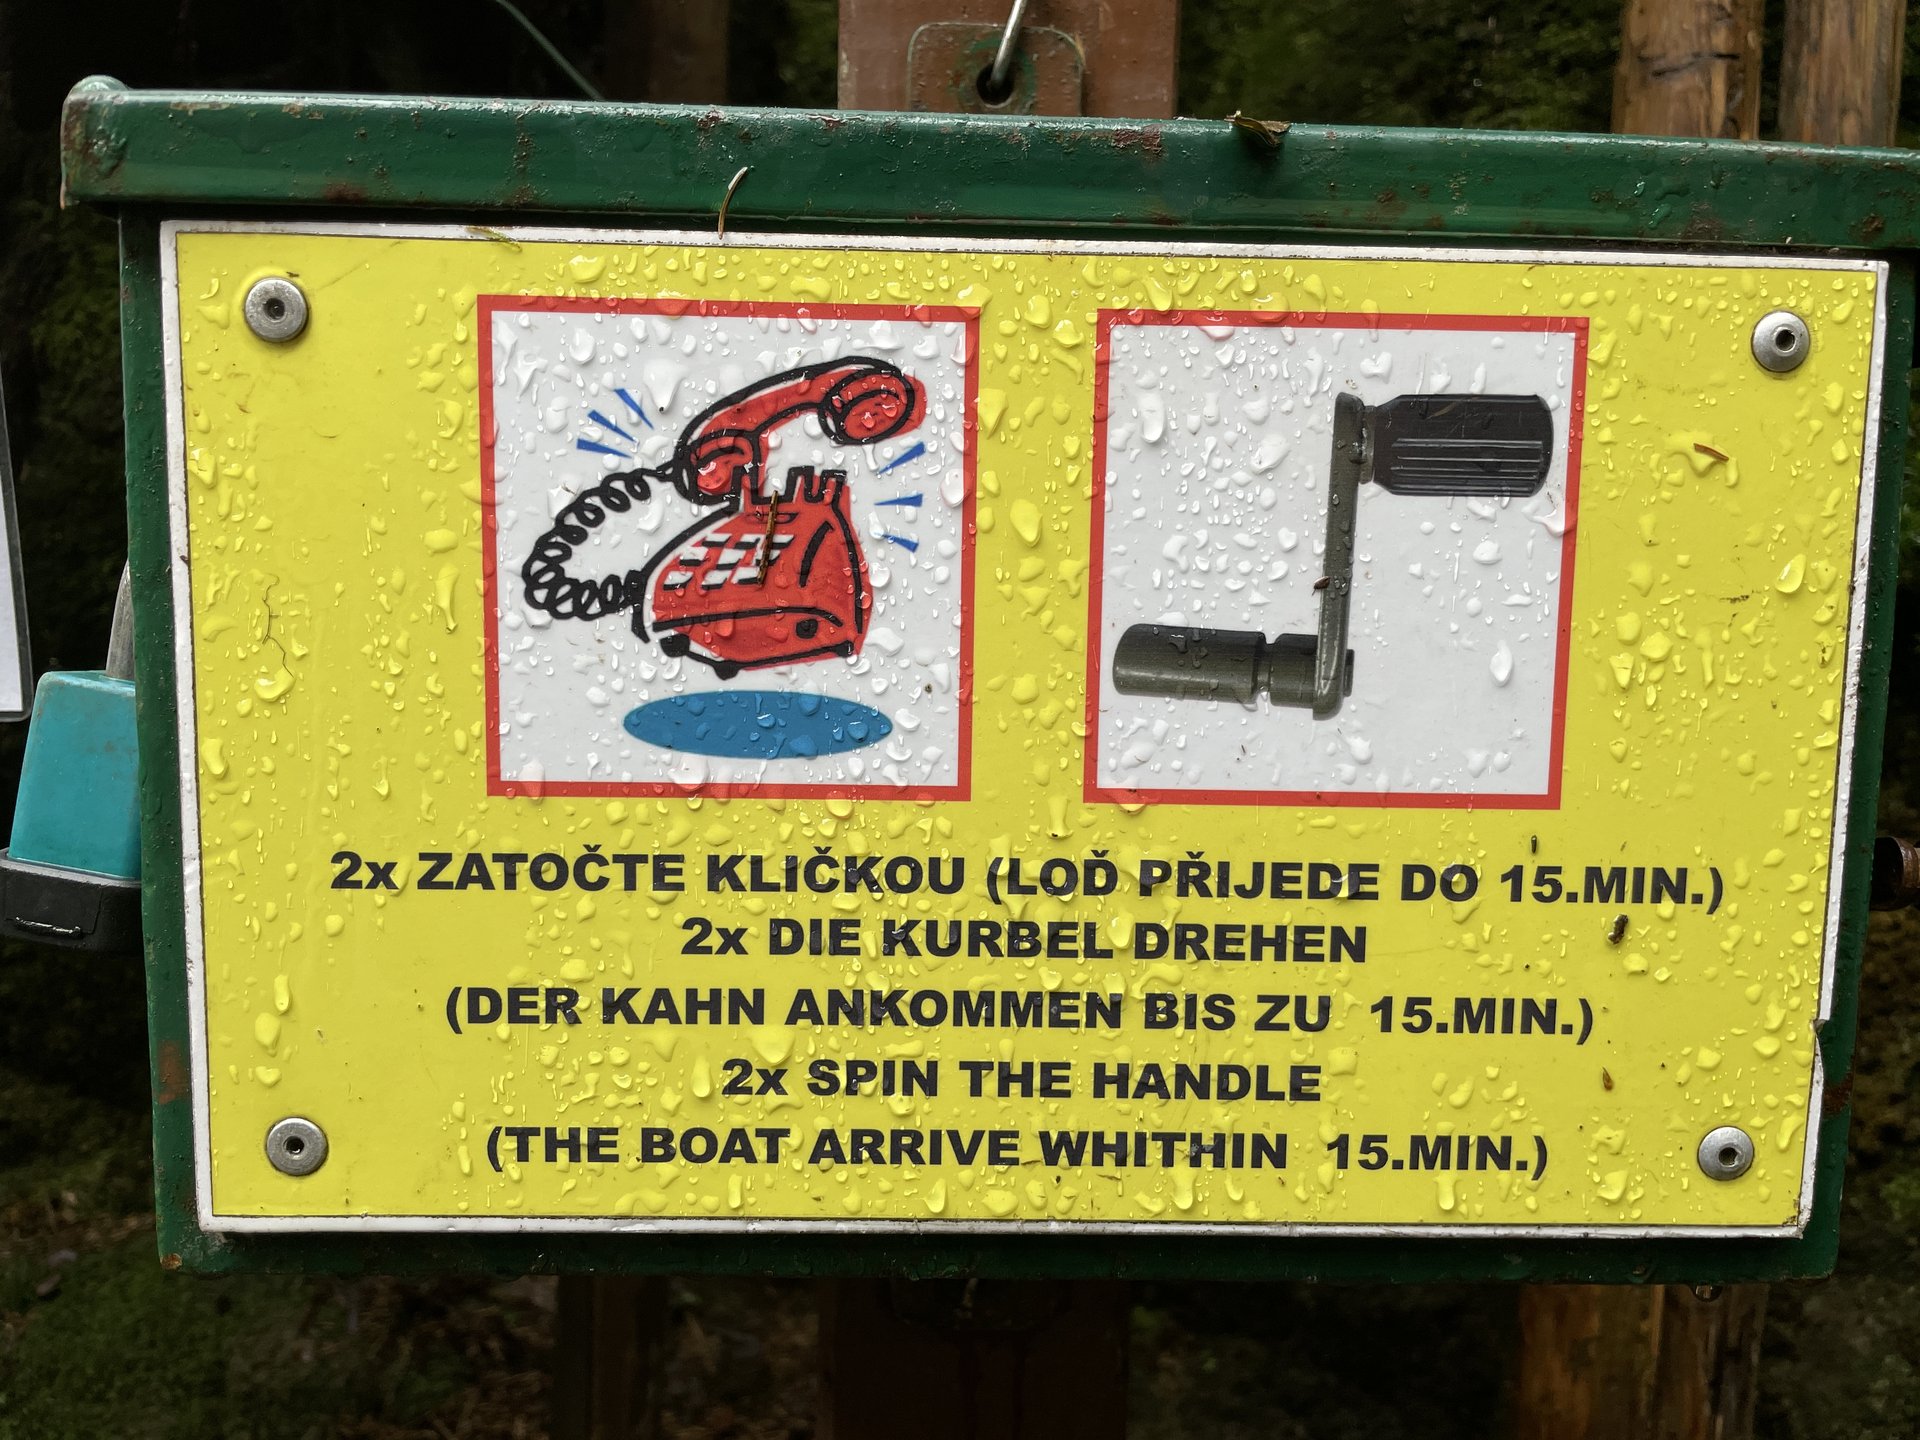 2x ZATOČTE KLIČKOU (LOĎ PŘIJEDE DO 15.MIN.)
2x DIE KURBEL DREHEN
(DER KAHN ANKOMMEN BIS ZU 15.MIN.)
2x SPIN THE HANDLE
(THE BOAT ARRIVE WHITHIN 15.MIN.)